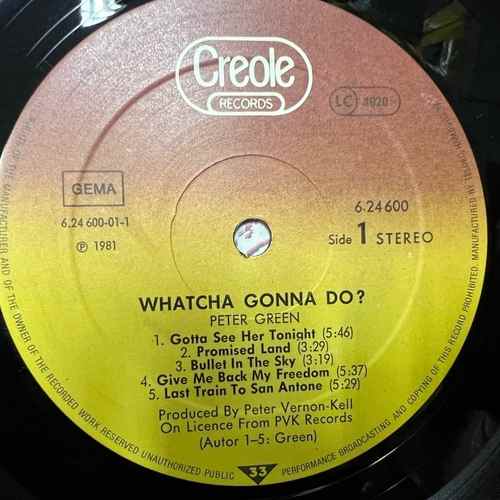 Creole
RECORDS
LC
GEMA
6.24 600-01-1
Ⓟ 1981
6.24 600
Side 1 STEREO
WHATCHA GONNA DO?
PETER GREEN
1. Gotta See Her Tonight (5:46)
2. Promised Land (3:29)
3. Bullet In The Sky (3:19)
4. Give Me Back My Freedom (5:37)
5. Last Train To San Antone (5:29)
Produced By Peter Vernon-Kell
On Licence From PVK Records
(Autor 1–5: Green)
MANUFACTURER AND OF THE OWNER OF THE RECORDED WORK RESERVED UNAUTHORIZED PUBLIC
33
PERFORMANCE BROADCASTING AND COPYING OF THIS RECORD PROHIBITED.